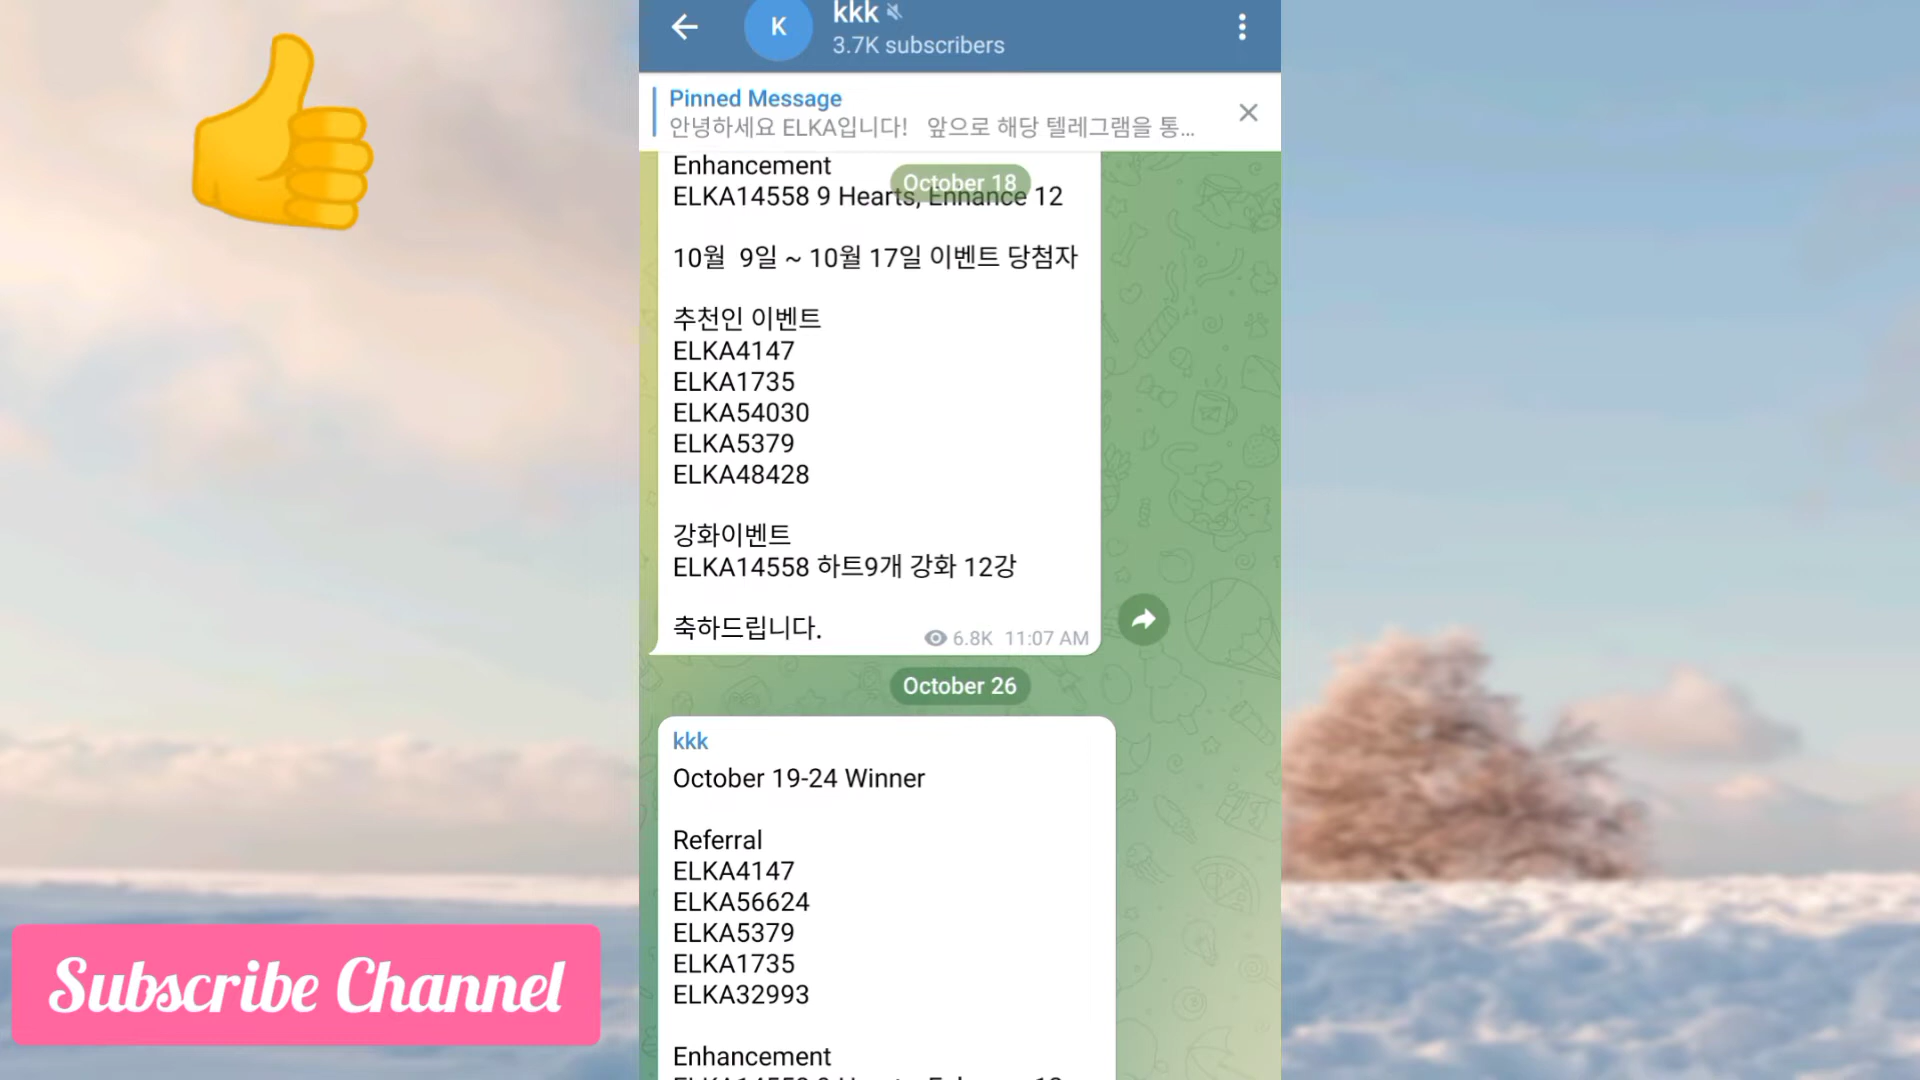 K
kkk
3.7K subscribers
Pinned Message
안녕하세요 ELKA입니다! 앞으로 해당 텔레그램을 통...
Enhancement
October 18
ELKA14558 9 Hearts, Enhance 12
10월 9일 ~ 10월 17일 이벤트 당첨자
추천인 이벤트
ELKA4147
ELKA1735
ELKA54030
ELKA5379
ELKA48428
강화이벤트
ELKA14558 하트9개 강화 12강
축하드립니다.
6.8K 11:07 AM
October 26
kkk
October 19-24 Winner
Referral
ELKA4147
ELKA56624
ELKA5379
ELKA1735
ELKA32993
Enhancement
Subscribe Channel